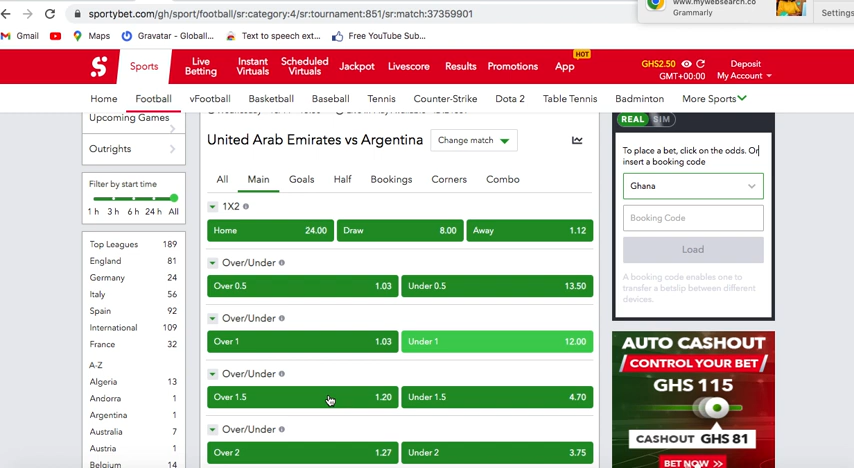 sportybet.com/gh/sport/football/sr:category:4/sr:tournament:851/sr:match:37359901
www.mywebsearch.co
Grammarly
Settings
Gmail
Maps
Gravatar - Globall...
Text to speech ext...
Free YouTube Sub...
Sports
Live Betting
Instant Virtuals
Scheduled Virtuals
Jackpot
Livescore
Results
Promotions
App
HOT
GHS2.50
GMT+00:00
Deposit
My Account
Home
Football
vFootball
Basketball
Baseball
Tennis
Counter-Strike
Dota 2
Table Tennis
Badminton
More Sports
Upcoming Games
Outrights
Filter by start time
1 h 3 h 6 h 24 h All
Top Leagues 189
England 81
Germany 24
Italy 56
Spain 92
International 109
France 32
A-Z
Algeria 13
Andorra 1
Argentina 1
Australia 7
Austria 1
Belgium 14
United Arab Emirates vs Argentina
Change match
All Main Goals Half Bookings Corners Combo
1X2
Home 24.00 Draw 8.00 Away 1.12
Over/Under
Over 0.5 1.03 Under 0.5 13.50
Over/Under
Over 1 1.03 Under 1 12.00
Over/Under
Over 1.5 1.20 Under 1.5 4.70
Over/Under
Over 2 1.27 Under 2 3.75
REAL SIM
To place a bet, click on the odds. Or
insert a booking code
Ghana
Booking Code
Load
A booking code enables one to
transfer a betslip between different
devices.
AUTO CASHOUT
CONTROL YOUR BET
GHS 115
CASHOUT GHS 81
BET NOW